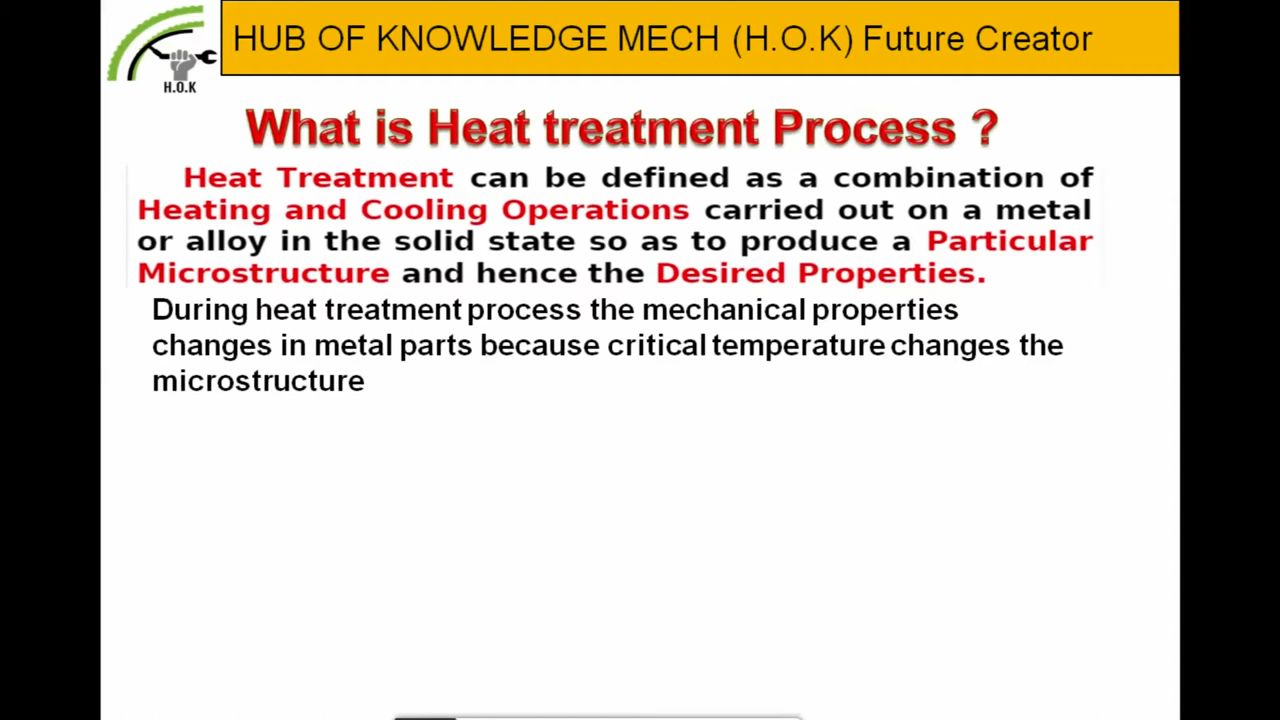 HUB OF KNOWLEDGE MECH (H.O.K) Future Creator
H.O.K
What is Heat treatment Process ?
Heat Treatment can be defined as a combination of
Heating and Cooling Operations carried out on a metal
or alloy in the solid state so as to produce a Particular
Microstructure and hence the Desired Properties.
During heat treatment process the mechanical properties
changes in metal parts because critical temperature changes the
microstructure